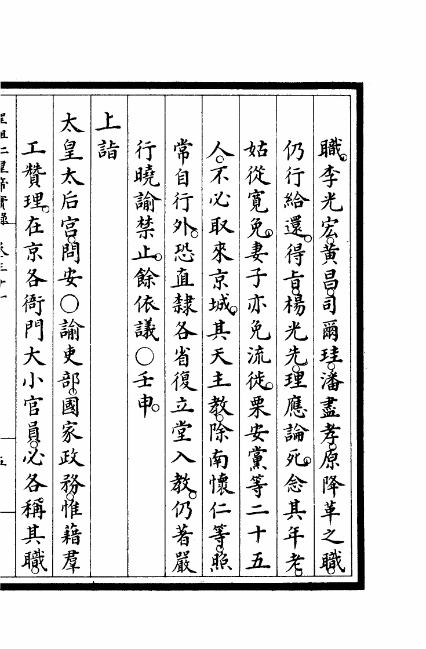 職。李光宏、黃昌、司爾珪、潘盡孝、原降革之職。
仍行給還。得旨、楊光先、理應論死。念其年老。
姑從寬免。妻子亦免流徙。栗安黨等二十五
人。不必取來京城。其天主教、除南懷仁等照
常自行外。恐直隸各省復立堂入教。仍著嚴
行曉諭禁止。餘依議〇壬申。
上詣
太皇太后宮問安〇諭吏部、國家政務、惟藉羣
工贊理。在京各衙門大小官員、必各稱其職。
五